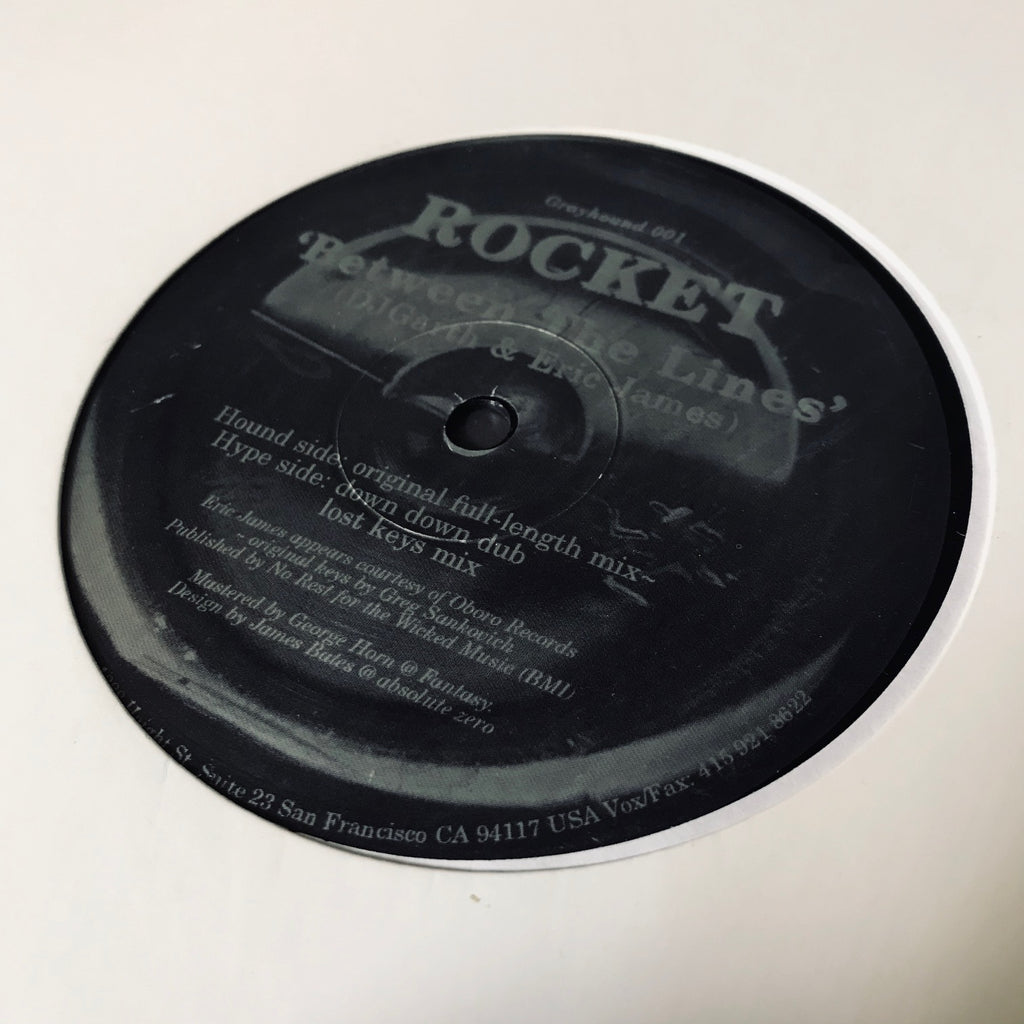 Greyhound 001
ROCKET
'Between The Lines'
(DJ Garth & Eric James)
Hound side: original full-length mix~
Hype side: down down dub
lost keys mix
Eric James appears courtesy of Oboro Records
~ original keys by Greg Sankovich
Published by No Rest for the Wicked Music (BMI)
Mastered by George Horn @ Fantasy.
Design by James Bales @ absolute zero
St. Suite 23 San Francisco CA 94117 USA Vox/Fax: 415 921 8622